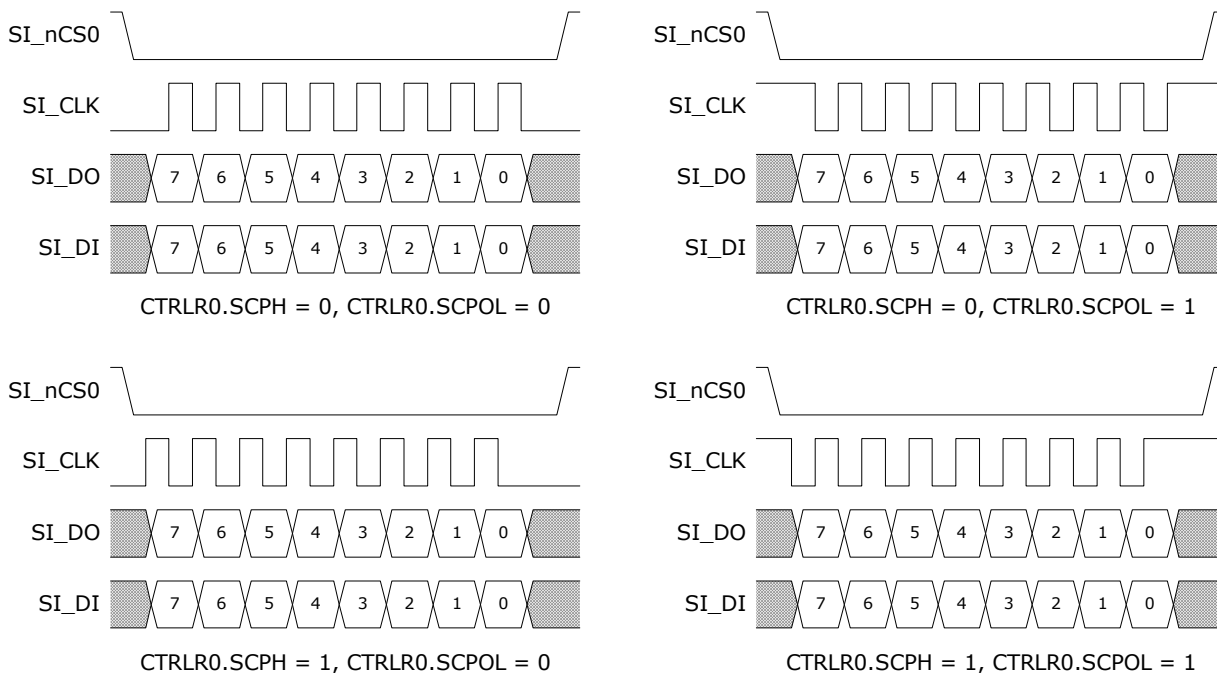 SI_nCS0
SI_CLK
SI_DO 7 6 5 4 3 2 1 0
SI_DI 7 6 5 4 3 2 1 0
CTRLR0.SCPH = 0, CTRLR0.SCPOL = 0
SI_nCS0
SI_CLK
SI_DO 7 6 5 4 3 2 1 0
SI_DI 7 6 5 4 3 2 1 0
CTRLR0.SCPH = 0, CTRLR0.SCPOL = 1
SI_nCS0
SI_CLK
SI_DO 7 6 5 4 3 2 1 0
SI_DI 7 6 5 4 3 2 1 0
CTRLR0.SCPH = 1, CTRLR0.SCPOL = 0
SI_nCS0
SI_CLK
SI_DO 7 6 5 4 3 2 1 0
SI_DI 7 6 5 4 3 2 1 0
CTRLR0.SCPH = 1, CTRLR0.SCPOL = 1